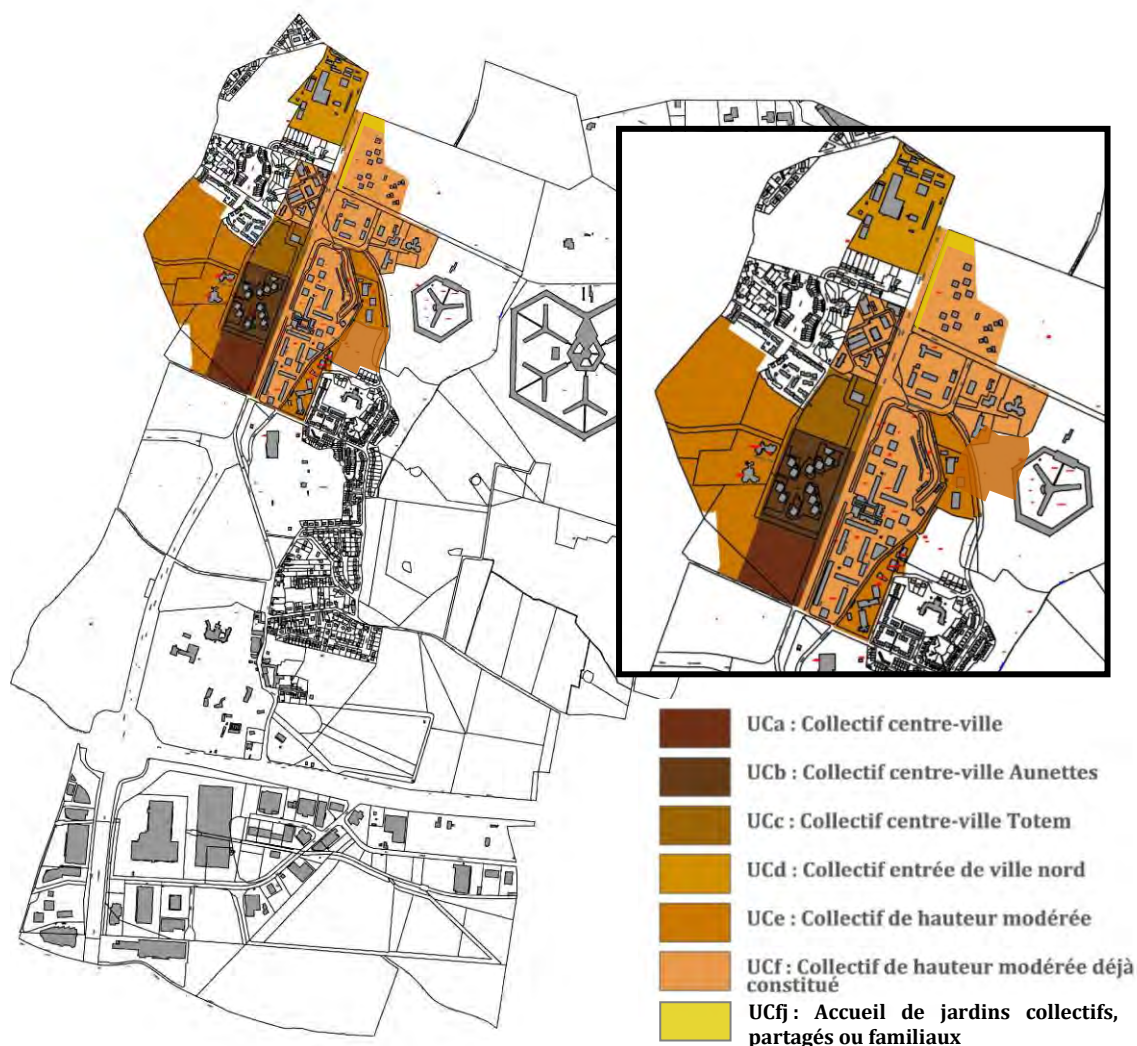 UCa : Collectif centre-ville
UCb : Collectif centre-ville Aunettes
UCc : Collectif centre-ville Totem
UCd : Collectif entrée de ville nord
UCe : Collectif de hauteur modérée
UCf : Collectif de hauteur modérée déjà
constitué
UCfj : Accueil de jardins collectifs,
partagés ou familiaux